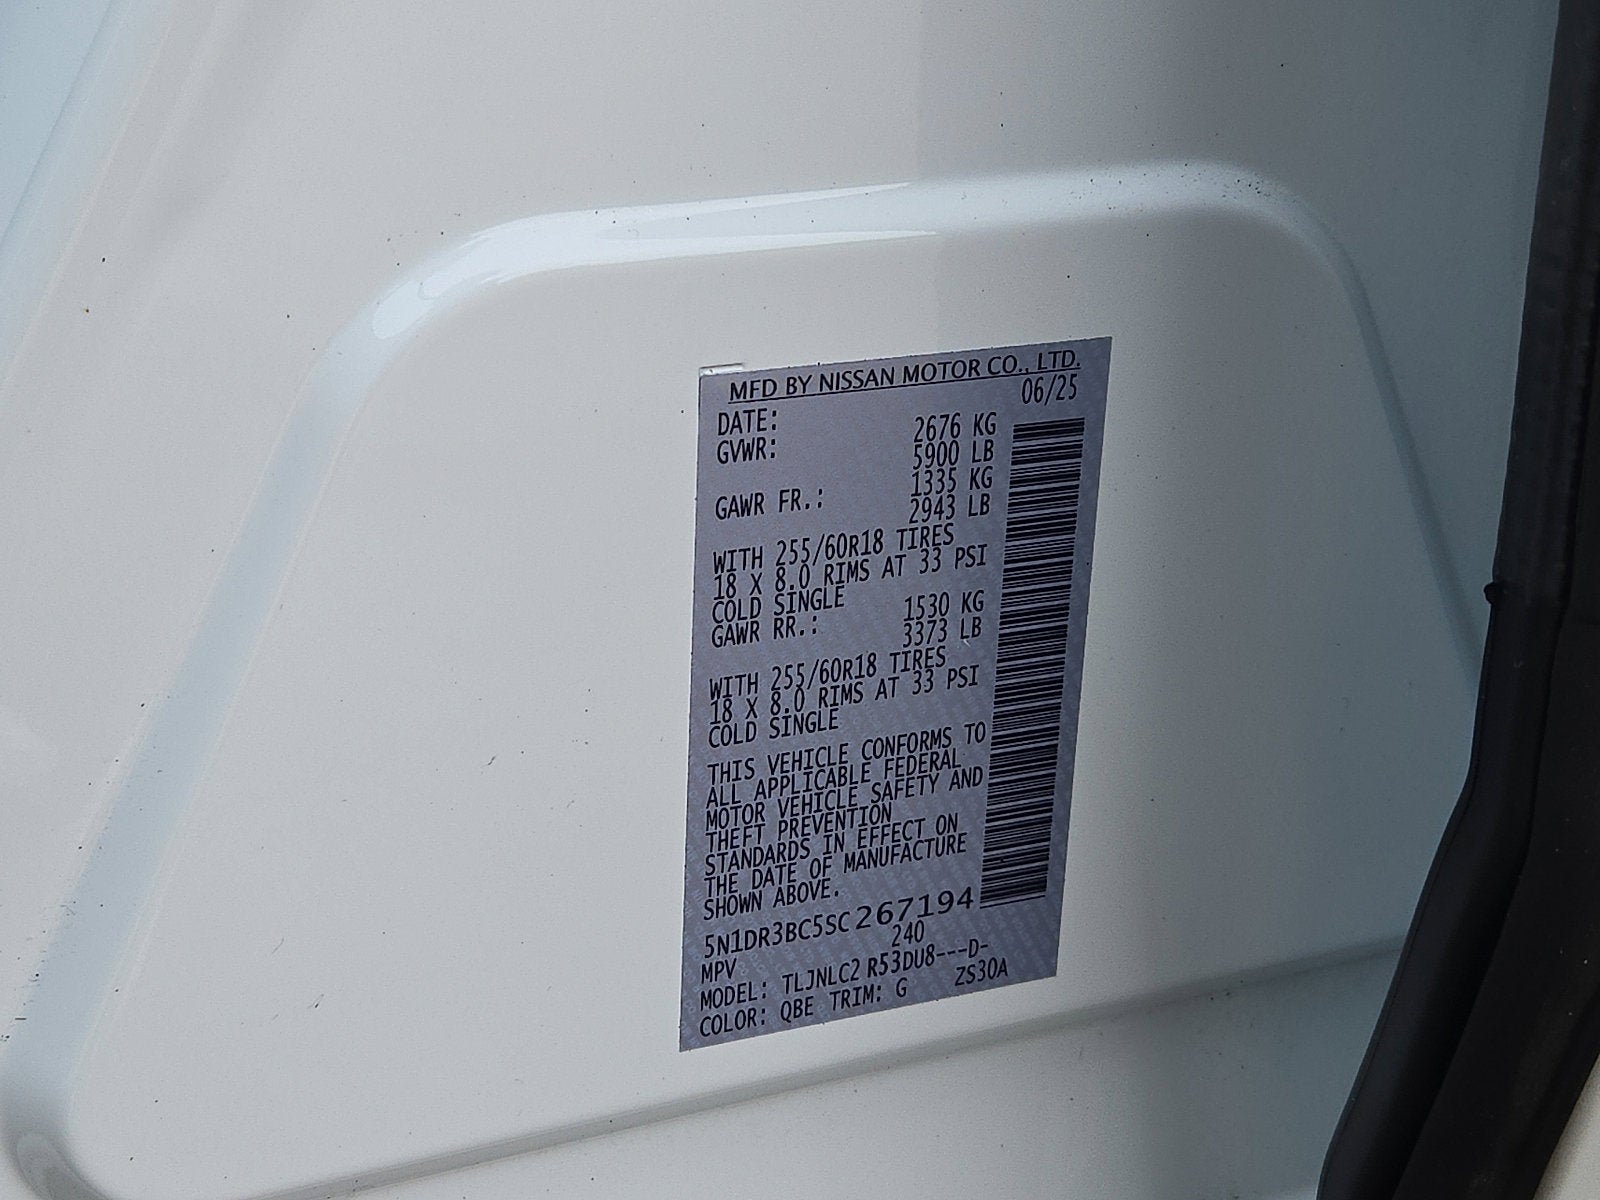 MFD BY NISSAN MOTOR CO., LTD.
DATE: 06/25
GVWR: 2676 KG
5900 LB
GAWR FR.: 1335 KG
2943 LB
WITH 255/60R18 TIRES
18 X 8.0 RIMS AT 33 PSI
COLD SINGLE
GAWR RR.: 1530 KG
3373 LB
WITH 255/60R18 TIRES
18 X 8.0 RIMS AT 33 PSI
COLD SINGLE
THIS VEHICLE CONFORMS TO
ALL APPLICABLE FEDERAL
MOTOR VEHICLE SAFETY AND
THEFT PREVENTION
STANDARDS IN EFFECT ON
THE DATE OF MANUFACTURE
SHOWN ABOVE.
5N1DR3BC5SC267194
MPV 240
MODEL: TLJNLC2 R53DU8---D-
COLOR: QBE TRIM: G ZS30A